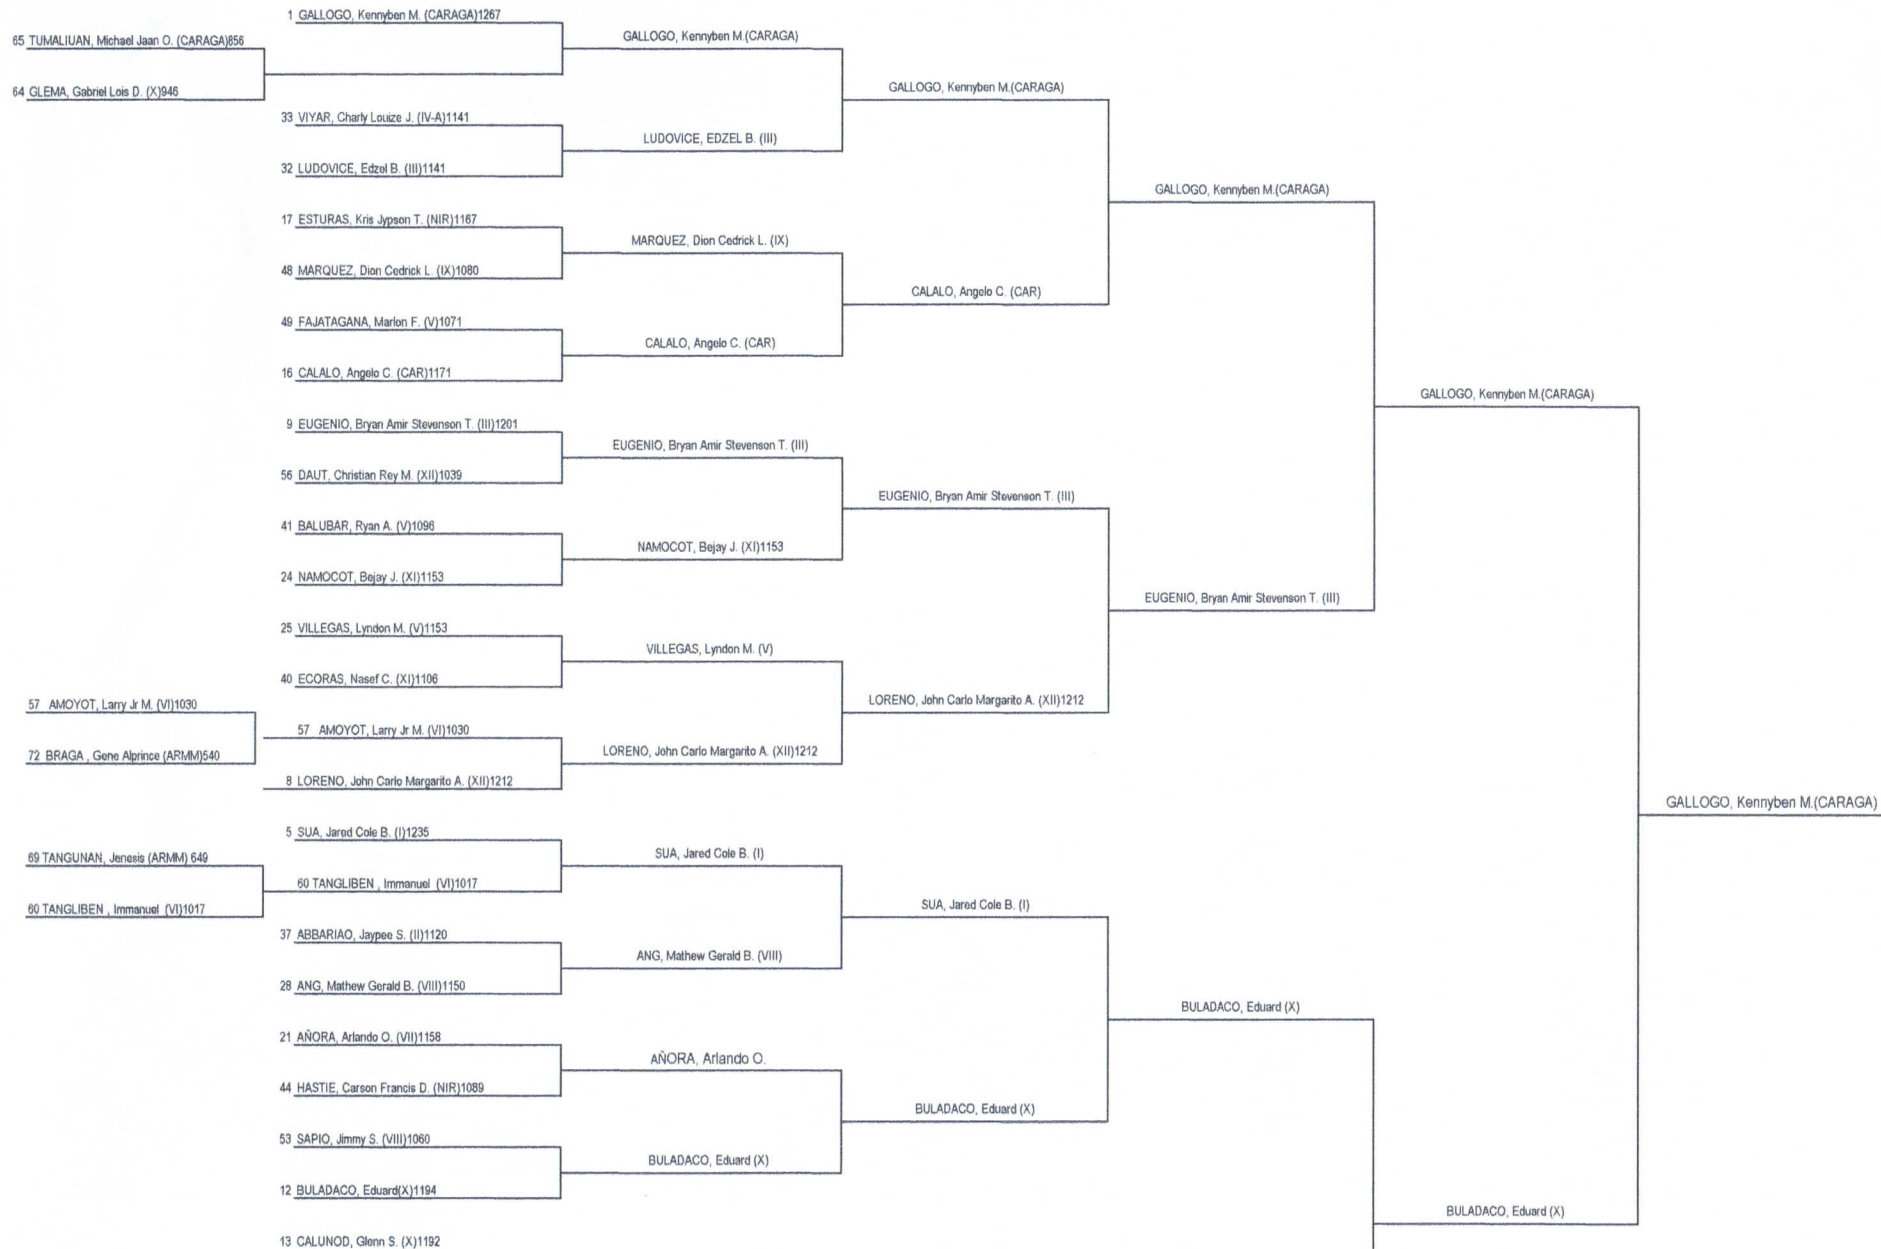 1 GALLOGO, Kennyben M. (CARAGA)1267
65 TUMALIUAN, Michael Jaan O. (CARAGA)856
64 GLEMA, Gabriel Lois D. (X)946
33 VIYAR, Charly Louize J. (IV-A)1141
32 LUDOVICE, Edzel B. (III)1141
17 ESTURAS, Kris Jypson T. (NIR)1167
48 MARQUEZ, Dion Cedrick L. (IX)1080
49 FAJATAGANA, Marlon F. (V)1071
16 CALALO, Angelo C. (CAR)1171
9 EUGENIO, Bryan Amir Stevenson T. (III)1201
56 DAUT, Christian Rey M. (XII)1039
41 BALUBAR, Ryan A. (V)1096
24 NAMOCOT, Bejay J. (XI)1153
25 VILLEGAS, Lyndon M. (V)1153
40 ECORAS, Nasef C. (XI)1106
57 AMOYOT, Larry Jr M. (VI)1030
72 BRAGA , Gene Alprince (ARMM)540
57 AMOYOT, Larry Jr M. (VI)1030
8 LORENO, John Carlo Margarito A. (XII)1212
5 SUA, Jared Cole B. (I)1235
69 TANGUNAN, Jenesis (ARMM) 649
60 TANGLIBEN , Immanuel (VI)1017
60 TANGLIBEN , Immanuel (VI)1017
37 ABBARIAO, Jaypee S. (II)1120
28 ANG, Mathew Gerald B. (VIII)1150
21 AÑORA, Arlando O. (VII)1158
44 HASTIE, Carson Francis D. (NIR)1089
53 SAPIO, Jimmy S. (VIII)1060
12 BULADACO, Eduard(X)1194
13 CALUNOD, Glenn S. (X)1192
GALLOGO, Kennyben M.(CARAGA)
LUDOVICE, EDZEL B. (III)
MARQUEZ, Dion Cedrick L. (IX)
CALALO, Angelo C. (CAR)
EUGENIO, Bryan Amir Stevenson T. (III)
NAMOCOT, Bejay J. (XI)1153
VILLEGAS, Lyndon M. (V)
LORENO, John Carlo Margarito A. (XII)1212
SUA, Jared Cole B. (I)
ANG, Mathew Gerald B. (VIII)
AÑORA, Arlando O.
BULADACO, Eduard (X)
GALLOGO, Kennyben M.(CARAGA)
CALALO, Angelo C. (CAR)
EUGENIO, Bryan Amir Stevenson T. (III)
LORENO, John Carlo Margarito A. (XII)1212
SUA, Jared Cole B. (I)
BULADACO, Eduard (X)
GALLOGO, Kennyben M.(CARAGA)
EUGENIO, Bryan Amir Stevenson T. (III)
BULADACO, Eduard (X)
GALLOGO, Kennyben M.(CARAGA)
BULADACO, Eduard (X)
GALLOGO, Kennyben M.(CARAGA)